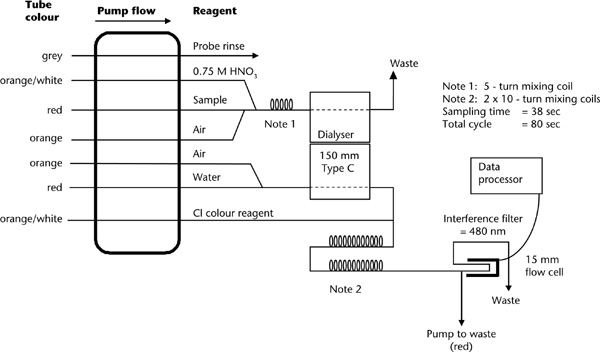 Tube
colour
Pump flow
Reagent
grey
Probe rinse
orange/white
0.75 M HNO3
red
Sample
Note 1
orange
Air
orange
Air
red
Water
orange/white
CI colour reagent
Dialyser
150 mm
Type C
Waste
Note 1: 5 - turn mixing coil
Note 2: 2 x 10 - turn mixing coils
Sampling time = 38 sec
Total cycle = 80 sec
Data
processor
Interference filter
= 480 nm
15 mm
flow cell
Waste
Note 2
Pump to waste
(red)